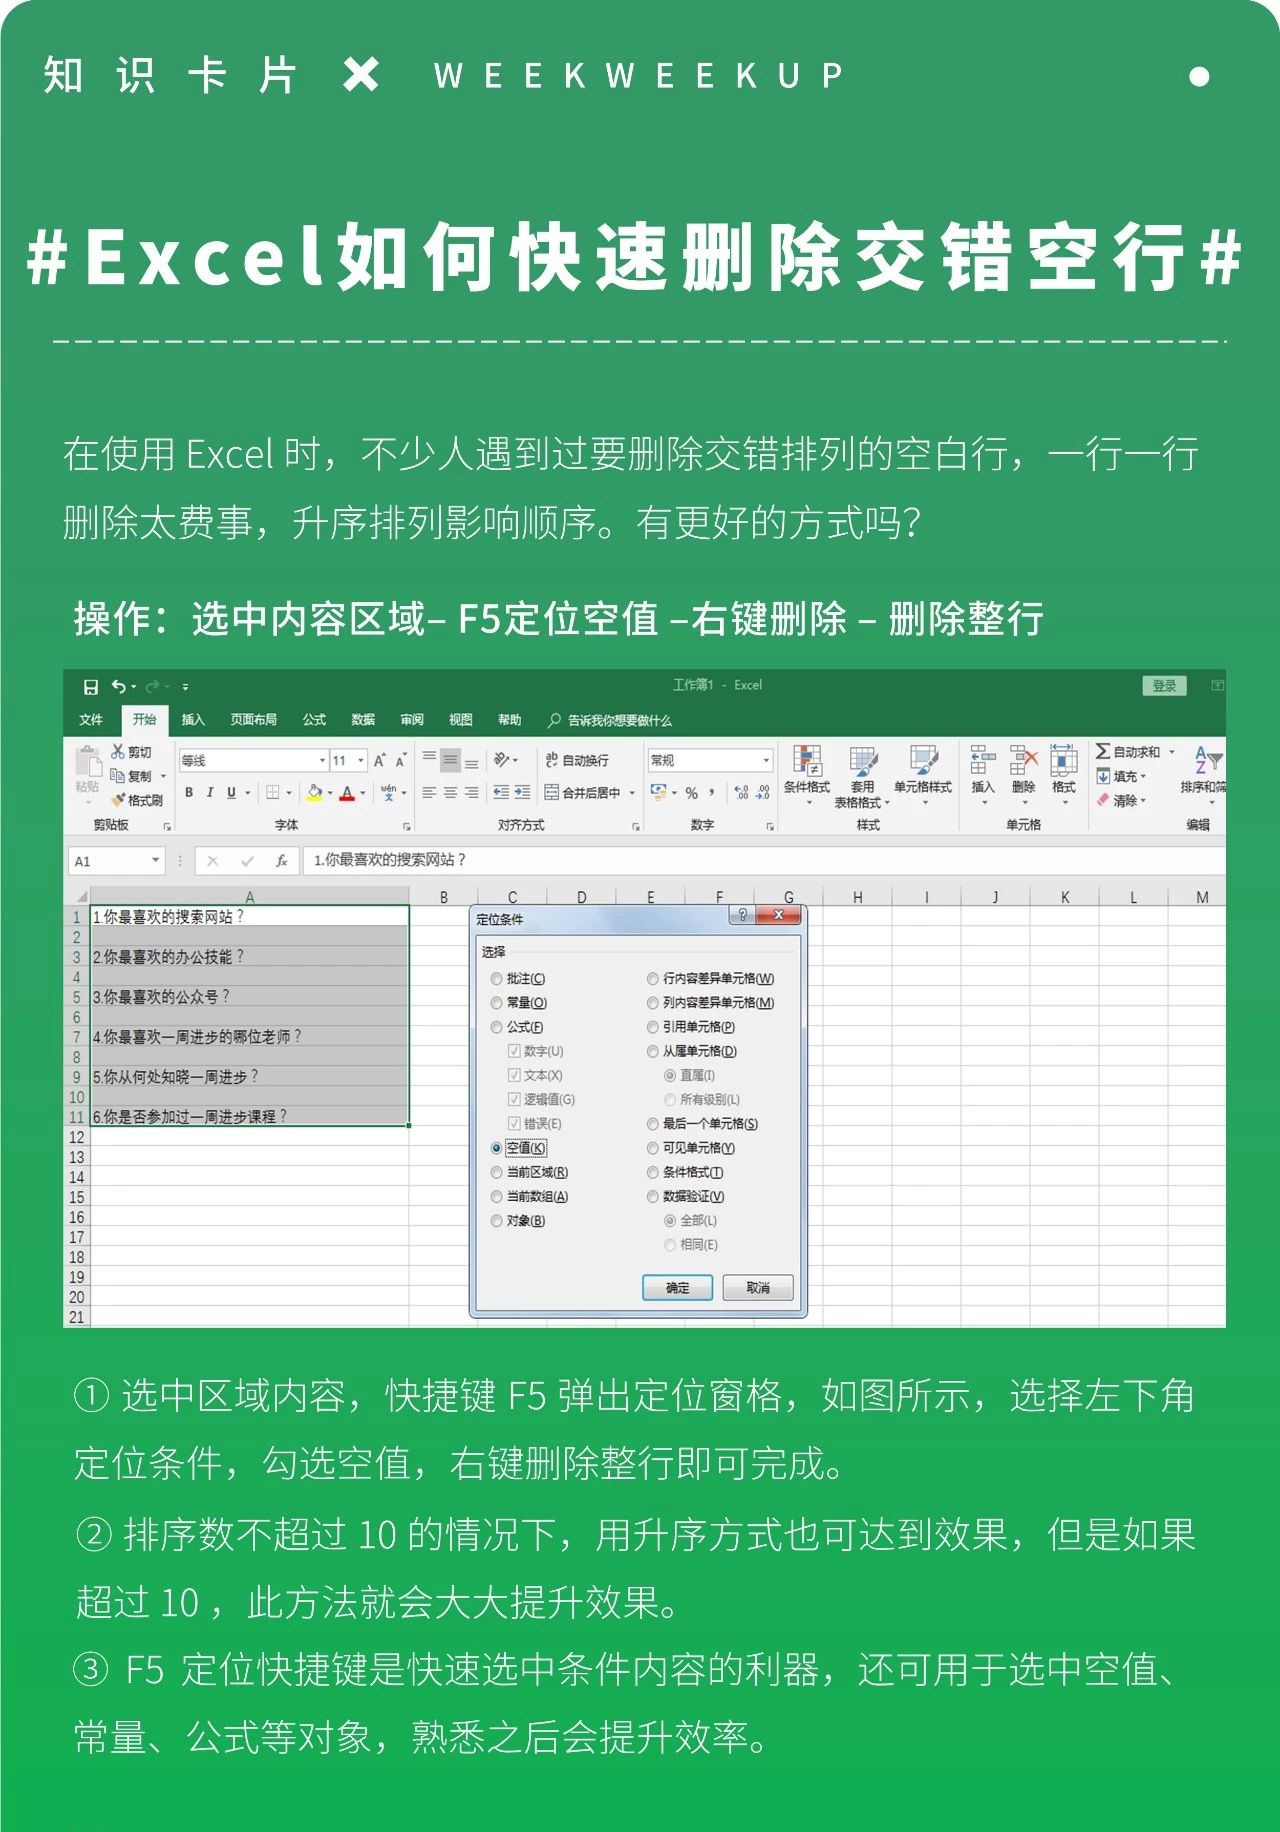 知识卡片 ✖ WEEKWEEKUP
#Excel如何快速删除交错空行#
在使用 Excel 时，不少人遇到过要删除交错排列的空白行，一行一行
删除太费事，升序排列影响顺序。有更好的方式吗？
操作：选中内容区域– F5定位空值 –右键删除 – 删除整行
工作簿1 - Excel
登录
文件 开始 插入 页面布局 公式 数据 审阅 视图 帮助 告诉我你想要做什么
粘贴
剪切
复制
格式刷
剪贴板
等线 11
B I U
wén
文
字体
自动换行
合并后居中
对齐方式
常规
%
数字
条件格式
套用
表格格式
单元格样式
样式
插入 删除 格式
单元格
自动求和
填充
清除
排序和筛
编辑
A1
fx
1.你最喜欢的搜索网站？
A B C D E F G H I J K L M
1 1.你最喜欢的搜索网站？
2
3 2.你最喜欢的办公技能？
4
5 3.你最喜欢的公众号？
6
7 4.你最喜欢一周进步的哪位老师？
8
9 5.你从何处知晓一周进步？
10
11 6.你是否参加过一周进步课程？
12
13
14
15
16
17
18
19
20
21
定位条件
选择
批注(C)
常量(O)
公式(F)
数字(U)
文本(X)
逻辑值(G)
错误(E)
空值(K)
当前区域(R)
当前数组(A)
对象(B)
行内容差异单元格(W)
列内容差异单元格(M)
引用单元格(P)
从属单元格(D)
直属(I)
所有级别(L)
最后一个单元格(S)
可见单元格(Y)
条件格式(T)
数据验证(V)
全部(L)
相同(E)
确定 取消
① 选中区域内容，快捷键 F5 弹出定位窗格，如图所示，选择左下角
定位条件，勾选空值，右键删除整行即可完成。
② 排序数不超过 10 的情况下，用升序方式也可达到效果，但是如果
超过 10 ，此方法就会大大提升效果。
③ F5 定位快捷键是快速选中条件内容的利器，还可用于选中空值、
常量、公式等对象，熟悉之后会提升效率。